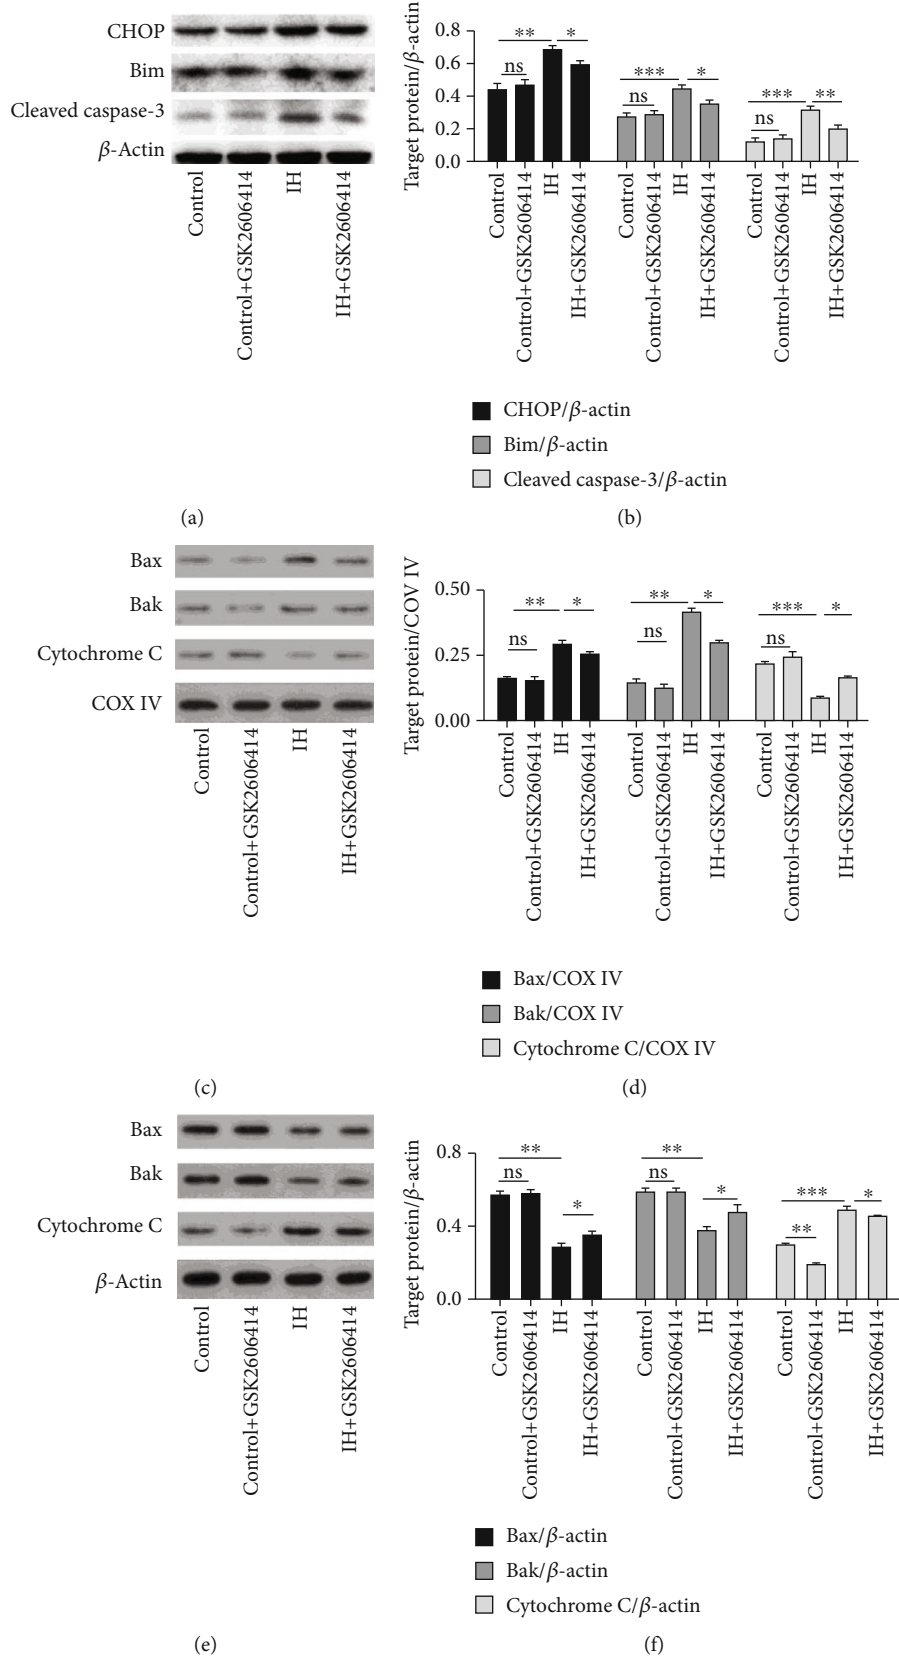 CHOP
Bim
Cleaved caspase-3
β-Actin
Control
Control+GSK2606414
IH
IH+GSK2606414
(a)
Target protein/β-actin
0.8
0.6
0.4
0.2
0.0
** *
ns
*** *
ns
*** **
ns
Control
Control+GSK2606414
IH
IH+GSK2606414
Control
Control+GSK2606414
IH
IH+GSK2606414
Control
Control+GSK2606414
IH
IH+GSK2606414
CHOP/β-actin
Bim/β-actin
Cleaved caspase-3/β-actin
(b)
Bax
Bak
Cytochrome C
COX IV
Control
Control+GSK2606414
IH
IH+GSK2606414
(c)
Target protein/COV IV
0.50
0.25
0.00
** *
ns
** *
ns
*** *
ns
Control
Control+GSK2606414
IH
IH+GSK2606414
Control
Control+GSK2606414
IH
IH+GSK2606414
Control
Control+GSK2606414
IH
IH+GSK2606414
Bax/COX IV
Bak/COX IV
Cytochrome C/COX IV
(d)
Bax
Bak
Cytochrome C
β-Actin
Control
Control+GSK2606414
IH
IH+GSK2606414
(e)
Target protein/β-actin
0.8
0.4
0.0
**
ns
*
**
ns
*
*** *
**
Control
Control+GSK2606414
IH
IH+GSK2606414
Control
Control+GSK2606414
IH
IH+GSK2606414
Control
Control+GSK2606414
IH
IH+GSK2606414
Bax/β-actin
Bak/β-actin
Cytochrome C/β-actin
(f)